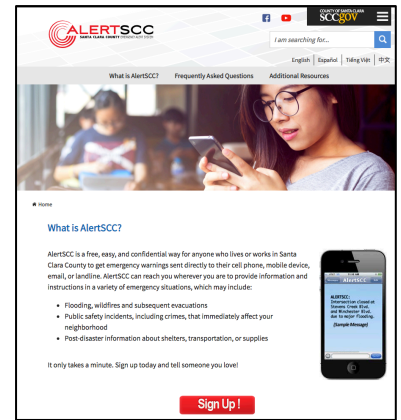 COUNTY OF SANTA CLARA
SCCGOV
ALERTSCC
SANTA CLARA COUNTY EMERGENCY ALERT SYSTEM
I am searching for...
English | Español | Tiếng Việt | 中文
What is AlertSCC? Frequently Asked Questions Additional Resources
Home
What is AlertSCC?
AlertSCC is a free, easy, and confidential way for anyone who lives or works in Santa
Clara County to get emergency warnings sent directly to their cell phone, mobile device,
email, or landline. AlertSCC can reach you wherever you are to provide information and
instructions in a variety of emergency situations, which may include:
• Flooding, wildfires and subsequent evacuations
• Public safety incidents, including crimes, that immediately affect your
neighborhood
• Post-disaster information about shelters, transportation, or supplies
It only takes a minute. Sign up today and tell someone you love!
AlertSCC
ALERTSCC:
Intersection closed at
Stevens Creek Blvd.
and Winchester Blvd.
due to major flooding.
(Sample Message)
Sign Up !